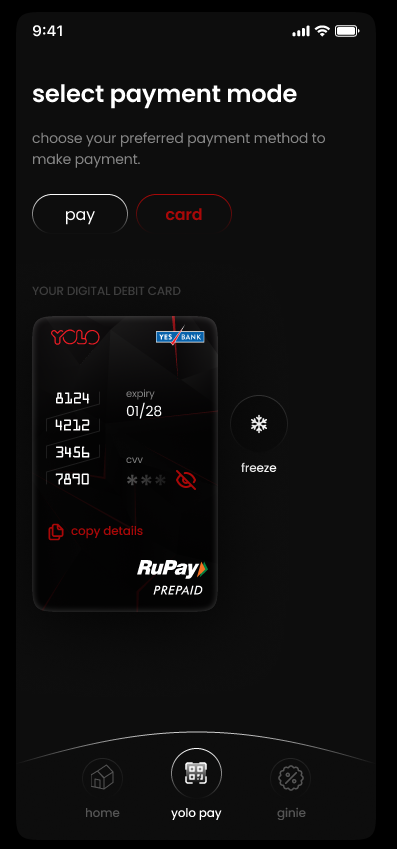 9:41
select payment mode
choose your preferred payment method to
make payment.
pay card
YOUR DIGITAL DEBIT CARD
YOLO YES BANK
8124
4212
3456
7890
expiry
01/28
cvv
***
copy details
RuPay
PREPAID
freeze
home yolo pay ginie